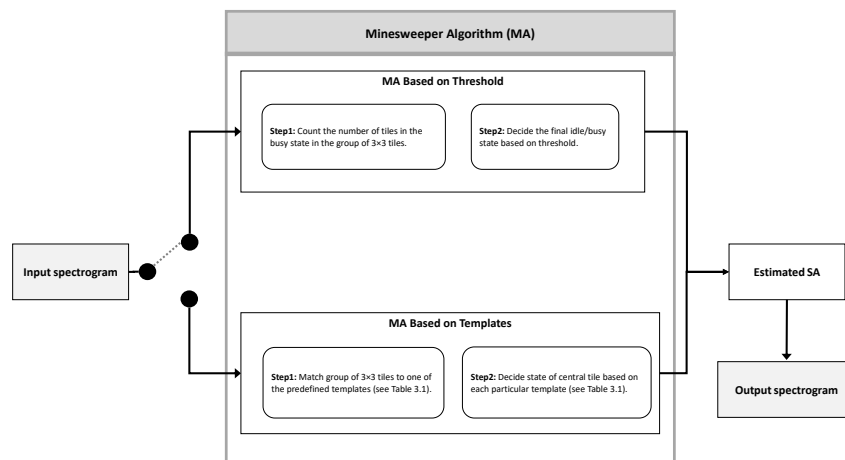 Minesweeper Algorithm (MA)
MA Based on Threshold
Step1: Count the number of tiles in the
busy state in the group of 3×3 tiles.
Step2: Decide the final idle/busy
state based on threshold.
Input spectrogram
Estimated SA
MA Based on Templates
Step1: Match group of 3×3 tiles to one of
the predefined templates (see Table 3.1).
Step2: Decide state of central tile based on
each particular template (see Table 3.1).
Output spectrogram